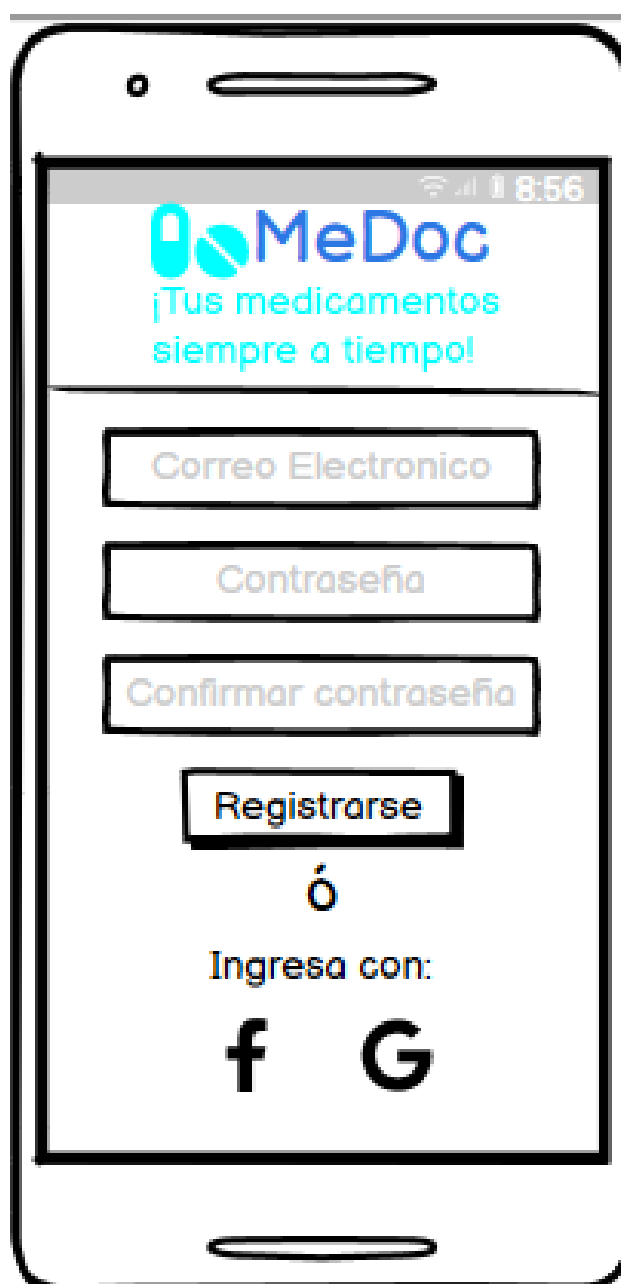 8:56
MeDoc
¡Tus medicamentos
siempre a tiempo!
Correo Electronico
Contraseña
Confirmar contraseña
Registrarse
ó
Ingresa con:
f G